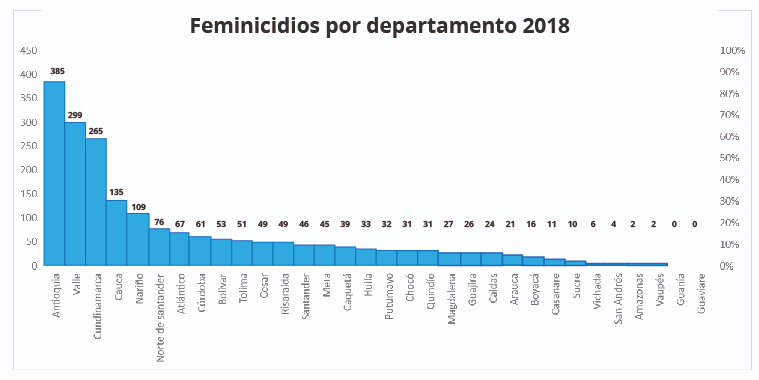 Feminicidios por departamento 2018
450
400
350
300
250
200
150
100
50
0
100%
90%
80%
70%
60%
50%
40%
30%
20%
10%
0%
385
299
265
135
109
76
67
61
53
51
49
49
46
45
39
33
32
31
31
27
26
24
21
16
11
10
6
4
2
2
0
0
Antioquia
Valle
Cundinamarca
Cauca
Nariño
Norte de santander
Atlántico
Córdoba
Bolívar
Tolima
Cesar
Risaralda
Santander
Meta
Caquetá
Huila
Putumayo
Chocó
Quindío
Magdalena
Guajira
Caldas
Arauca
Boyacá
Casanare
Sucre
Vichada
San Andrés
Amazonas
Vaupés
Guanía
Guaviare